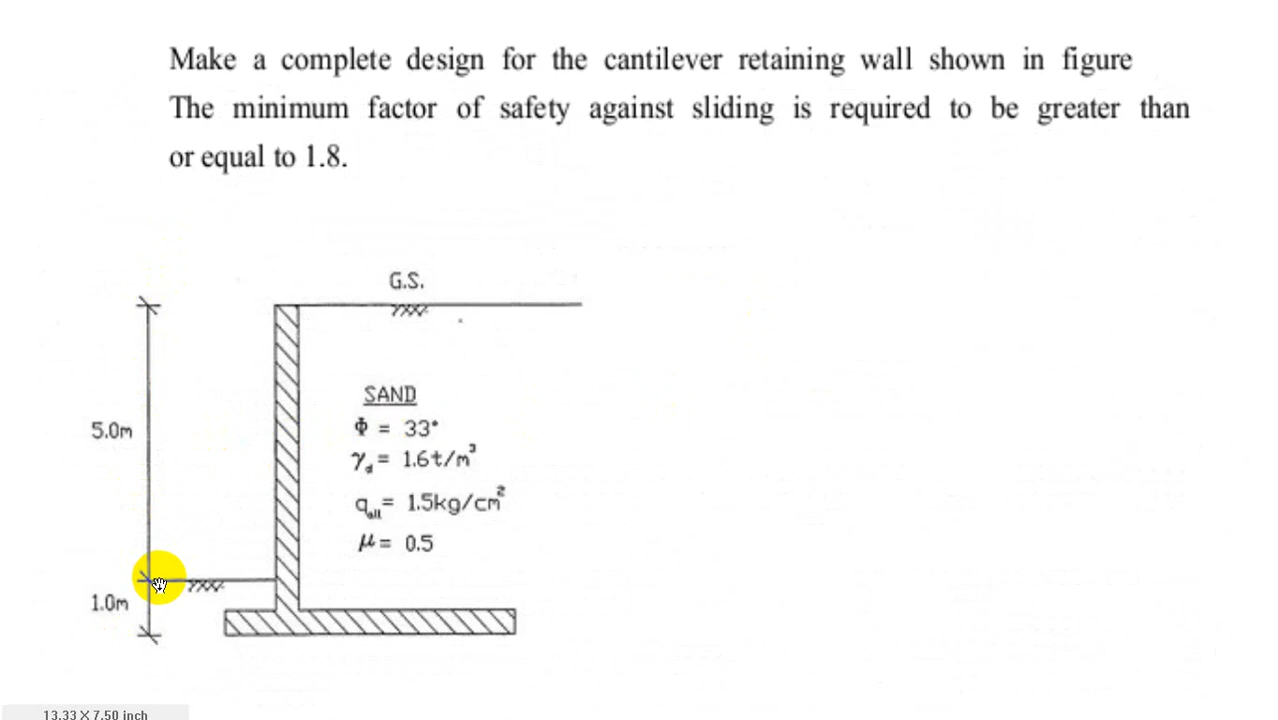 Make a complete design for the cantilever retaining wall shown in figure
The minimum factor of safety against sliding is required to be greater than
or equal to 1.8.
G.S.
SAND
Φ = 33°
γd = 1.6t/m³
5.0m
qall = 1.5kg/cm²
μ = 0.5
1.0m
13.33 X 7.50 inch